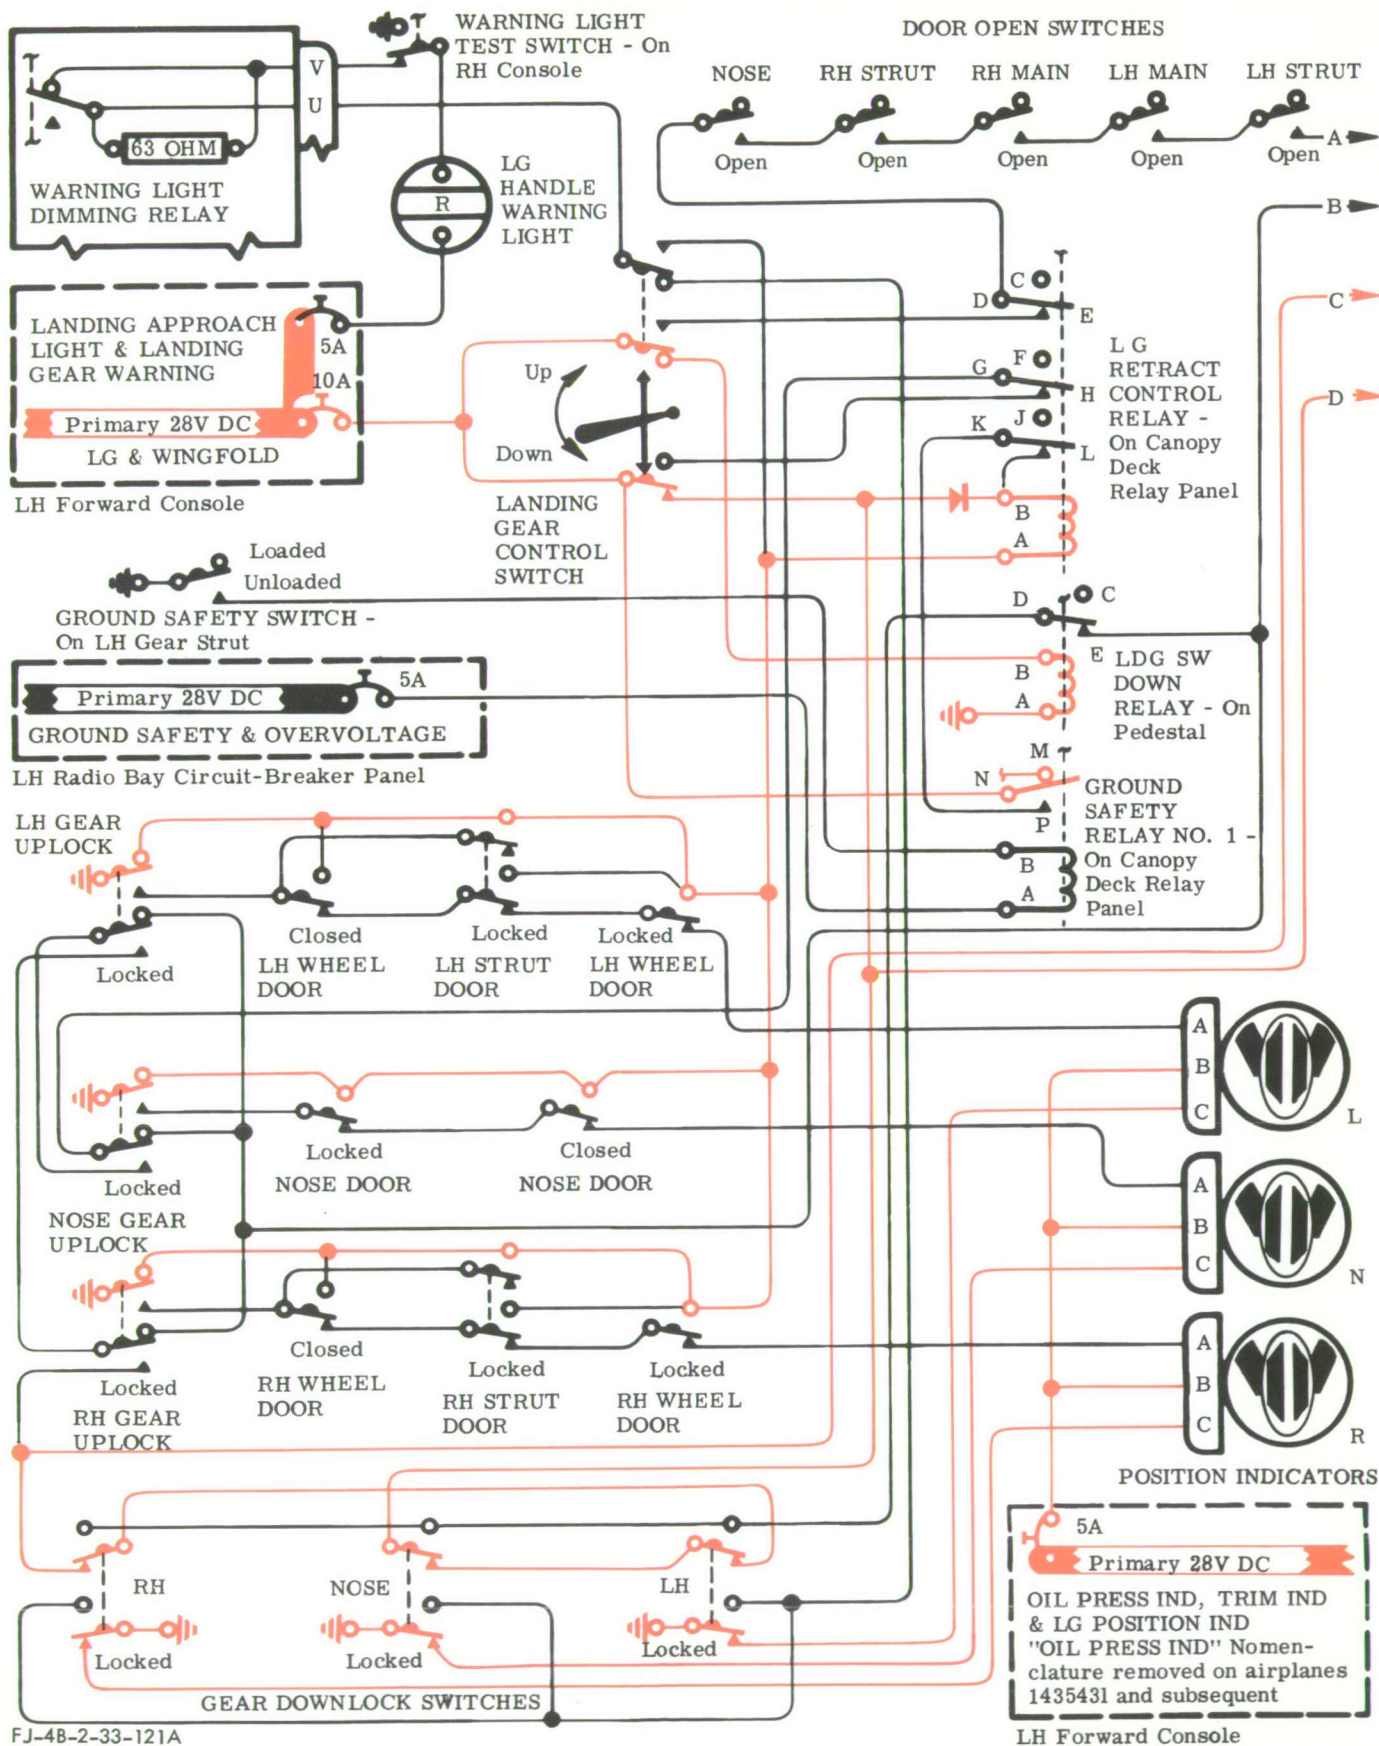 WARNING LIGHT
TEST SWITCH - On
RH Console
DOOR OPEN SWITCHES
NOSE
RH STRUT
RH MAIN
LH MAIN
LH STRUT
V
U
63 OHM
WARNING LIGHT
DIMMING RELAY
Open
Open
Open
Open
Open
A
B
C
D
LG
HANDLE
WARNING
LIGHT
R
LANDING APPROACH
LIGHT & LANDING
GEAR WARNING
5A
10A
Primary 28V DC
LG & WINGFOLD
LH Forward Console
Up
Down
LANDING
GEAR
CONTROL
SWITCH
C
D
E
F
G
H
J
K
L
B
A
L G
RETRACT
CONTROL
RELAY -
On Canopy
Deck
Relay Panel
Loaded
Unloaded
GROUND SAFETY SWITCH -
On LH Gear Strut
D
C
E
B
A
LDG SW
DOWN
RELAY - On
Pedestal
5A
Primary 28V DC
GROUND SAFETY & OVERVOLTAGE
LH Radio Bay Circuit-Breaker Panel
M
N
P
B
A
GROUND
SAFETY
RELAY NO. 1 -
On Canopy
Deck Relay
Panel
LH GEAR
UPLOCK
Locked
Closed
LH WHEEL
DOOR
Locked
LH STRUT
DOOR
Locked
LH WHEEL
DOOR
A
B
C
L
Locked
NOSE GEAR
UPLOCK
Locked
NOSE DOOR
Closed
NOSE DOOR
A
B
C
N
Locked
RH GEAR
UPLOCK
Closed
RH WHEEL
DOOR
Locked
RH STRUT
DOOR
Locked
RH WHEEL
DOOR
A
B
C
R
POSITION INDICATORS
RH
NOSE
LH
Locked
Locked
Locked
GEAR DOWNLOCK SWITCHES
5A
Primary 28V DC
OIL PRESS IND, TRIM IND
& LG POSITION IND
"OIL PRESS IND" Nomen-
clature removed on airplanes
1435431 and subsequent
LH Forward Console
FJ-4B-2-33-121A